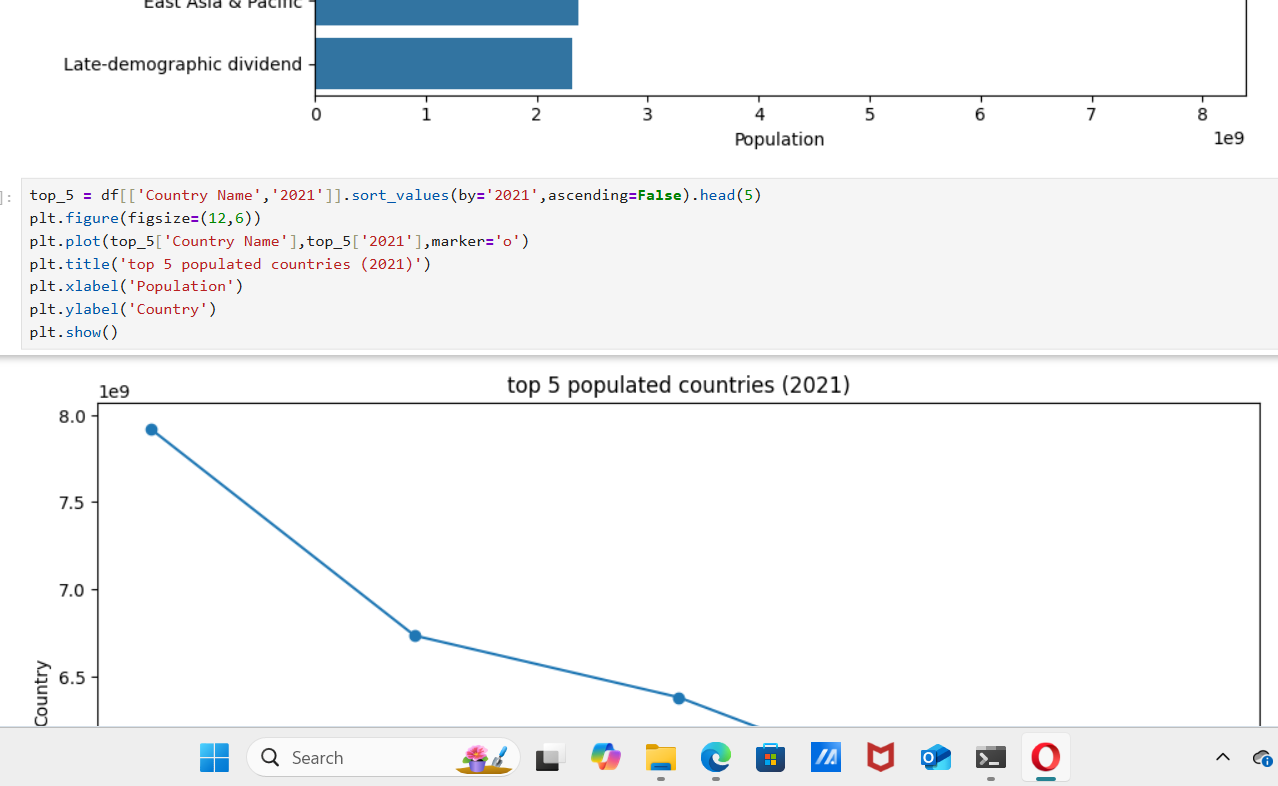 East Asia & Pacific
Late-demographic dividend
0 1 2 3 4 5 6 7 8
Population
1e9
]:
top_5 = df[['Country Name','2021']].sort_values(by='2021',ascending=False).head(5)
plt.figure(figsize=(12,6))
plt.plot(top_5['Country Name'],top_5['2021'],marker='o')
plt.title('top 5 populated countries (2021)')
plt.xlabel('Population')
plt.ylabel('Country')
plt.show()
top 5 populated countries (2021)
1e9
8.0
7.5
7.0
6.5
Country
Search